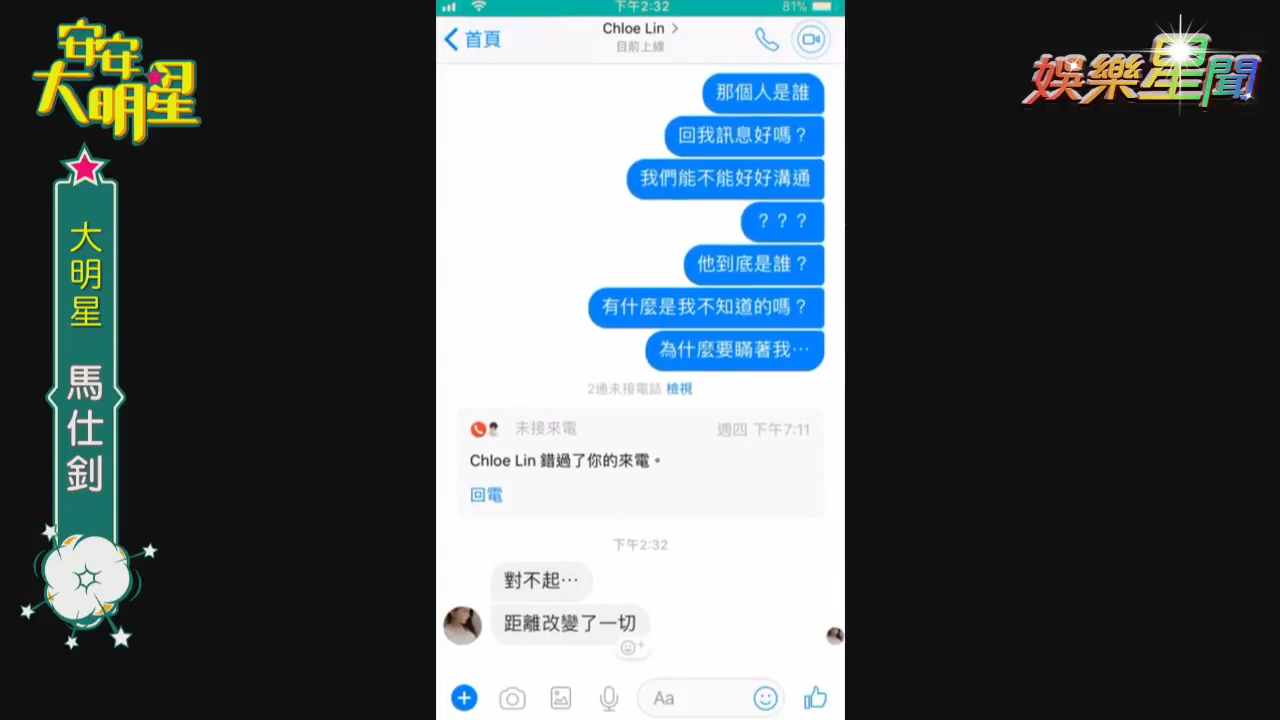 安安
大明星
大明星 馬仕釗
娛樂星聞
下午2:32
81%
首頁
Chloe Lin
目前上線
那個人是誰
回我訊息好嗎？
我們能不能好好溝通
？？？
他到底是誰？
有什麼是我不知道的嗎？
為什麼要瞞著我…
2通未接電話 檢視
未接來電
週四 下午7:11
Chloe Lin 錯過了你的來電。
回電
下午2:32
對不起…
距離改變了一切
Aa